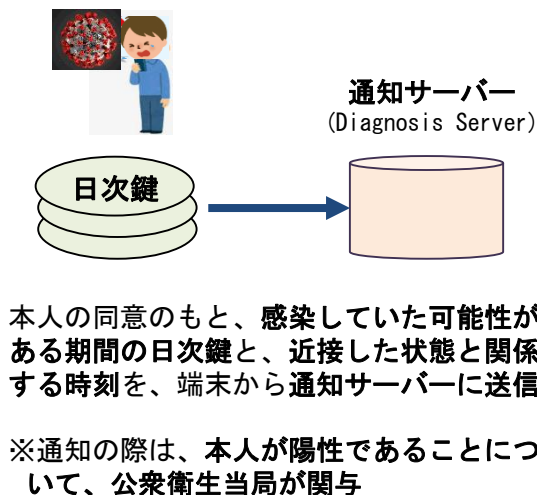 通知サーバー
(Diagnosis Server)
日次鍵
本人の同意のもと、感染していた可能性が
ある期間の日次鍵と、近接した状態と関係
する時刻を、端末から通知サーバーに送信
※通知の際は、本人が陽性であることにつ
いて、公衆衛生当局が関与